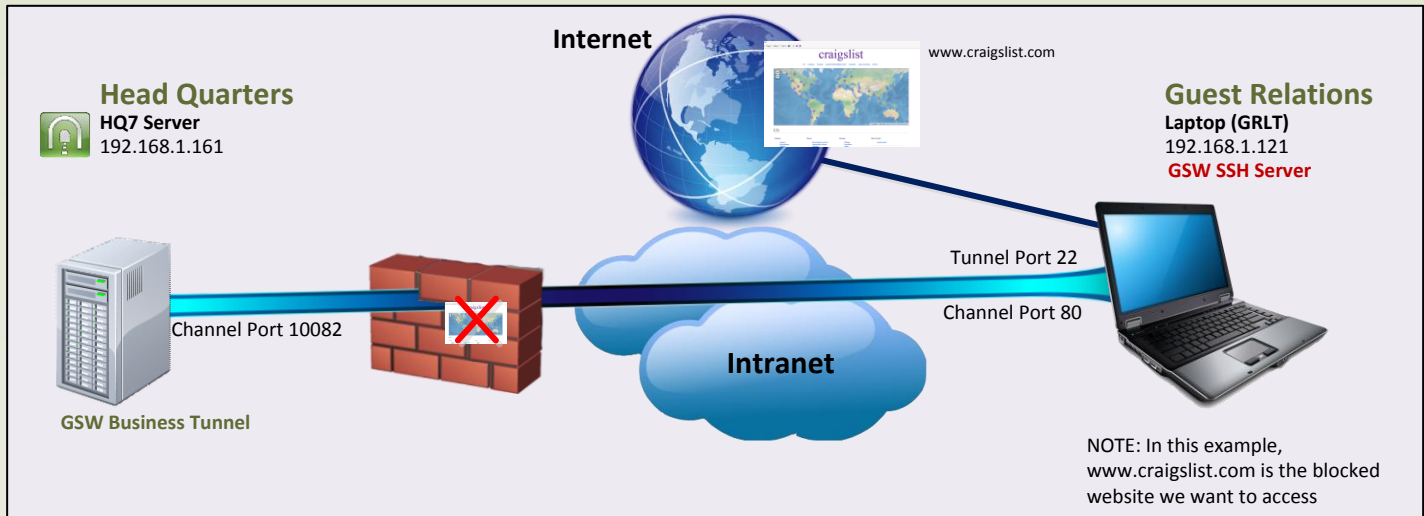 Internet
craigslist
www.craigslist.com
Head Quarters
HQ7 Server
192.168.1.161
Guest Relations
Laptop (GRLT)
192.168.1.121
GSW SSH Server
Tunnel Port 22
Channel Port 10082
Channel Port 80
Intranet
GSW Business Tunnel
NOTE: In this example,
www.craigslist.com is the blocked
website we want to access